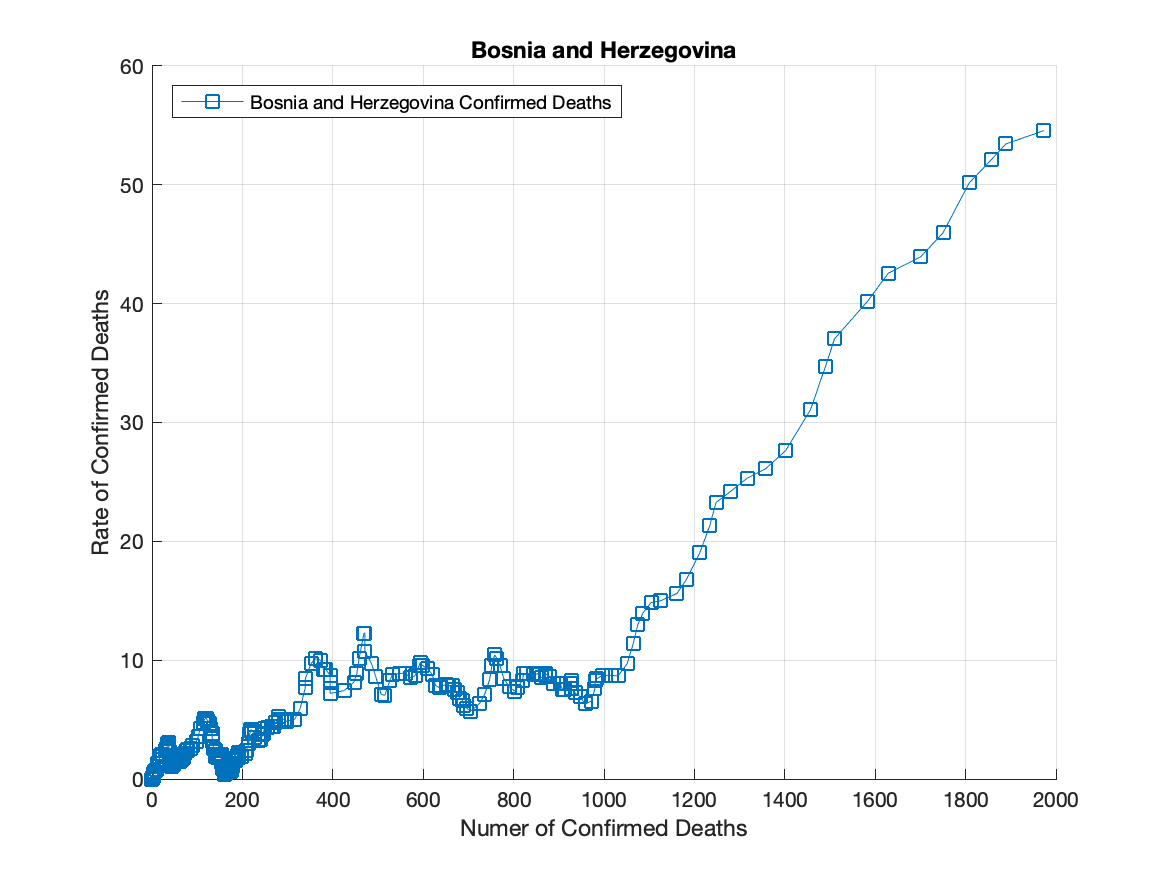 Bosnia and Herzegovina
Bosnia and Herzegovina Confirmed Deaths
60
50
40
30
20
10
0
Rate of Confirmed Deaths
0 200 400 600 800 1000 1200 1400 1600 1800 2000
Numer of Confirmed Deaths